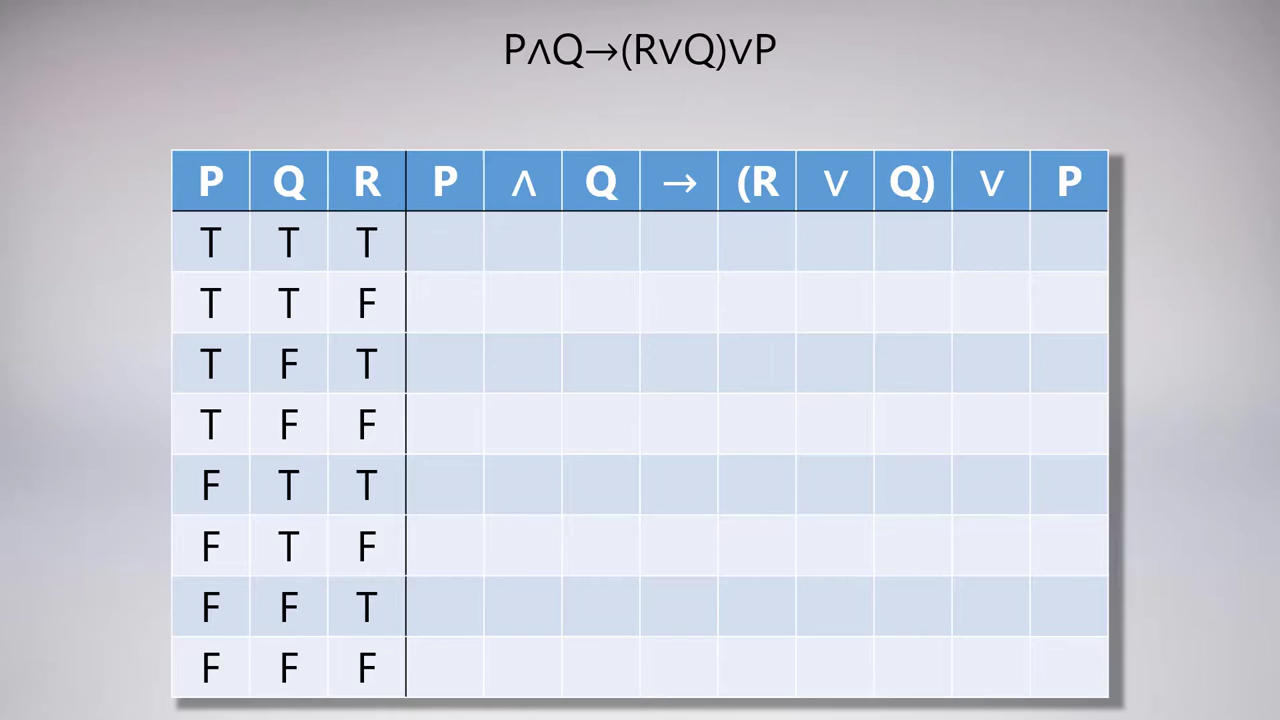 P∧Q→(R∨Q)∨P
P Q R P ∧ Q → (R ∨ Q) ∨ P
T T T
T T F
T F T
T F F
F T T
F T F
F F T
F F F